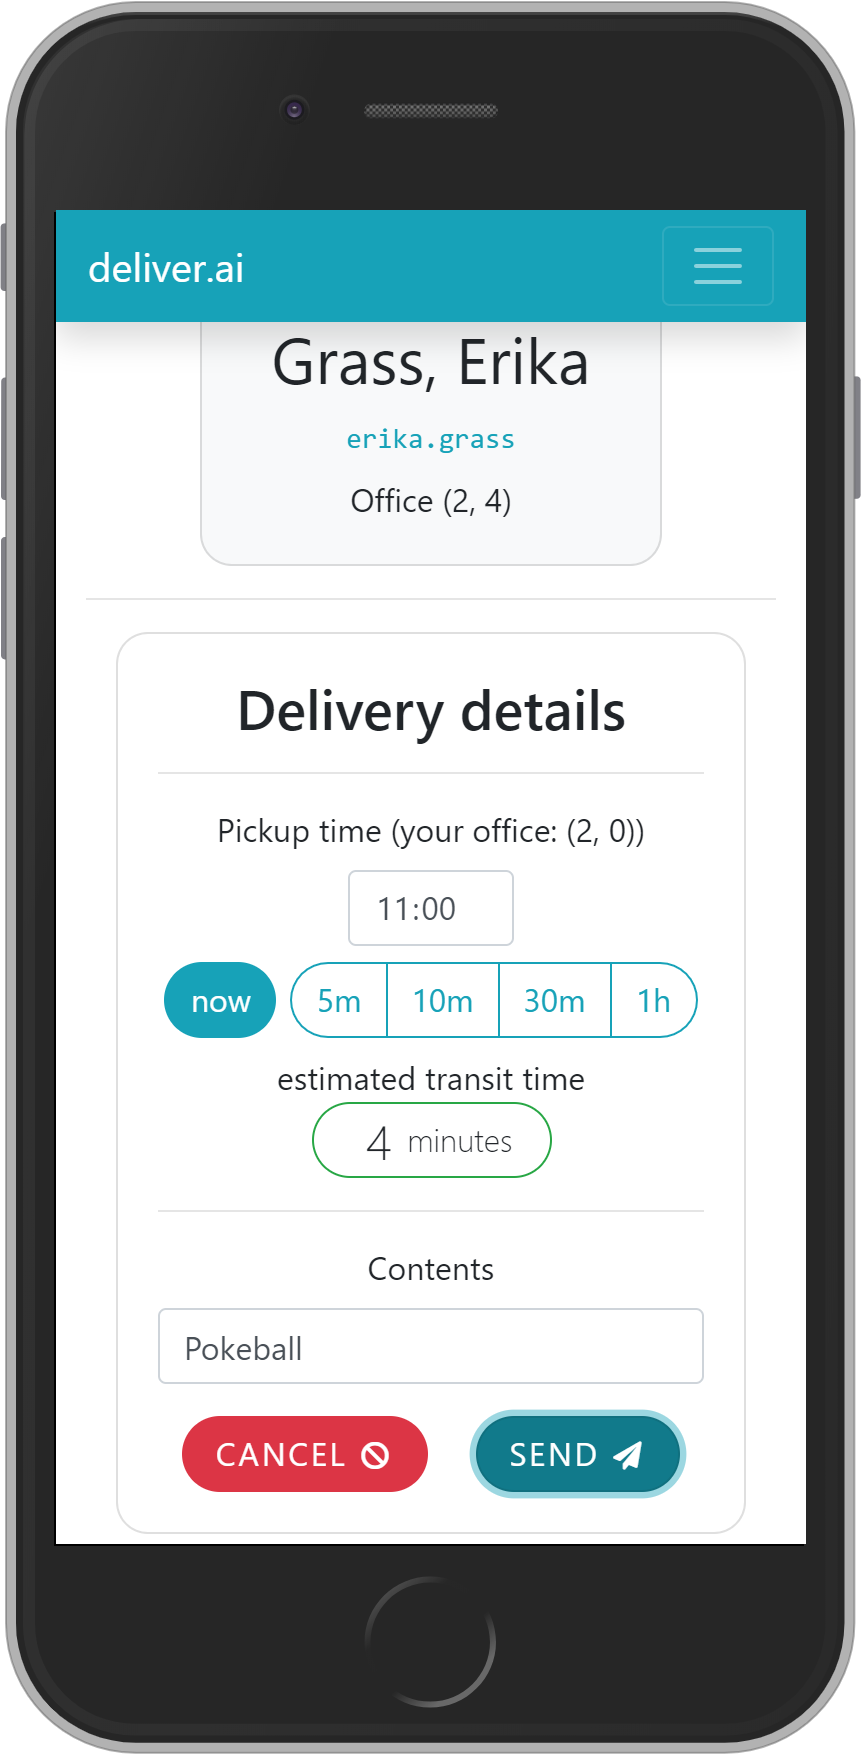 deliver.ai
Grass, Erika
erika.grass
Office (2, 4)
Delivery details
Pickup time (your office: (2, 0))
11:00
now 5m 10m 30m 1h
estimated transit time
4 minutes
Contents
Pokeball
CANCEL SEND